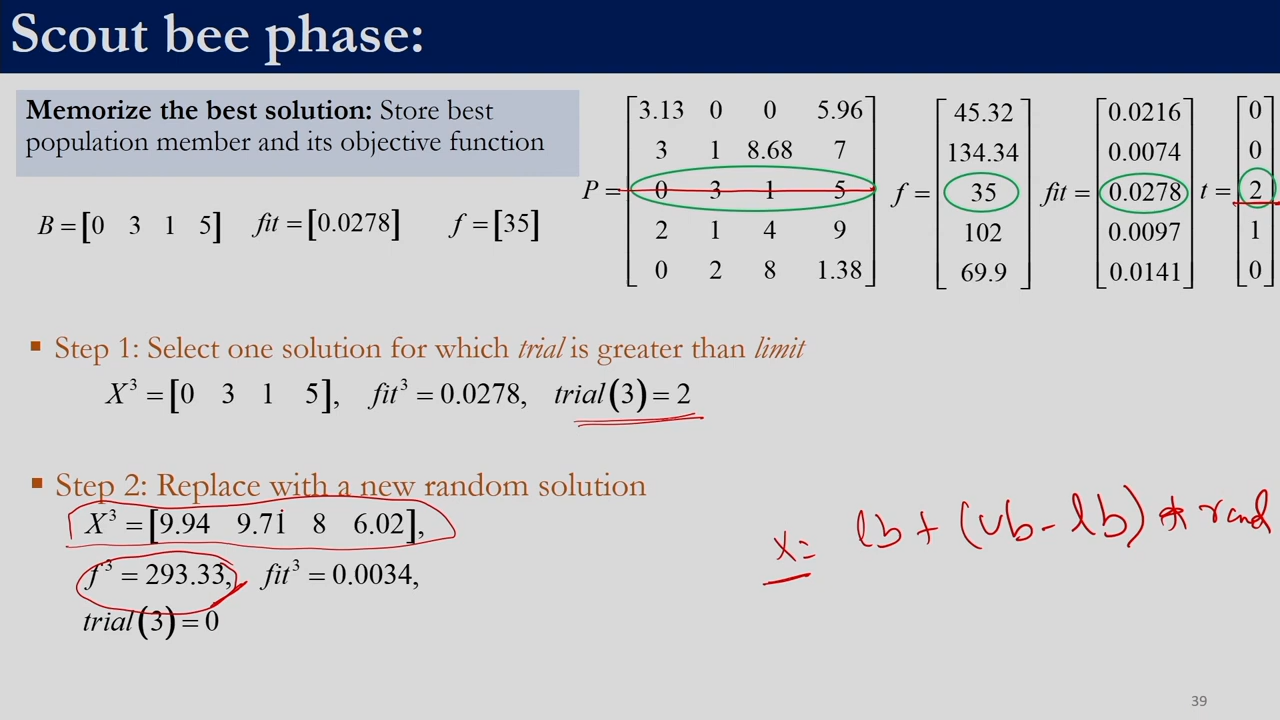 Scout bee phase:
Memorize the best solution: Store best
population member and its objective function
B = [0 3 1 5] fit = [0.0278] f = [35]
P =
3.13 0 0 5.96
3 1 8.68 7
0 3 1 5
2 1 4 9
0 2 8 1.38
f =
45.32
134.34
35
102
69.9
fit =
0.0216
0.0074
0.0278
0.0097
0.0141
t =
0
0
2
1
0
▪ Step 1: Select one solution for which trial is greater than limit
X³ = [0 3 1 5], fit³ = 0.0278, trial(3) = 2
▪ Step 2: Replace with a new random solution
X³ = [9.94 9.71 8 6.02],
f³ = 293.33, fit³ = 0.0034,
trial(3) = 0
x = lb + (ub - lb) * rand
39